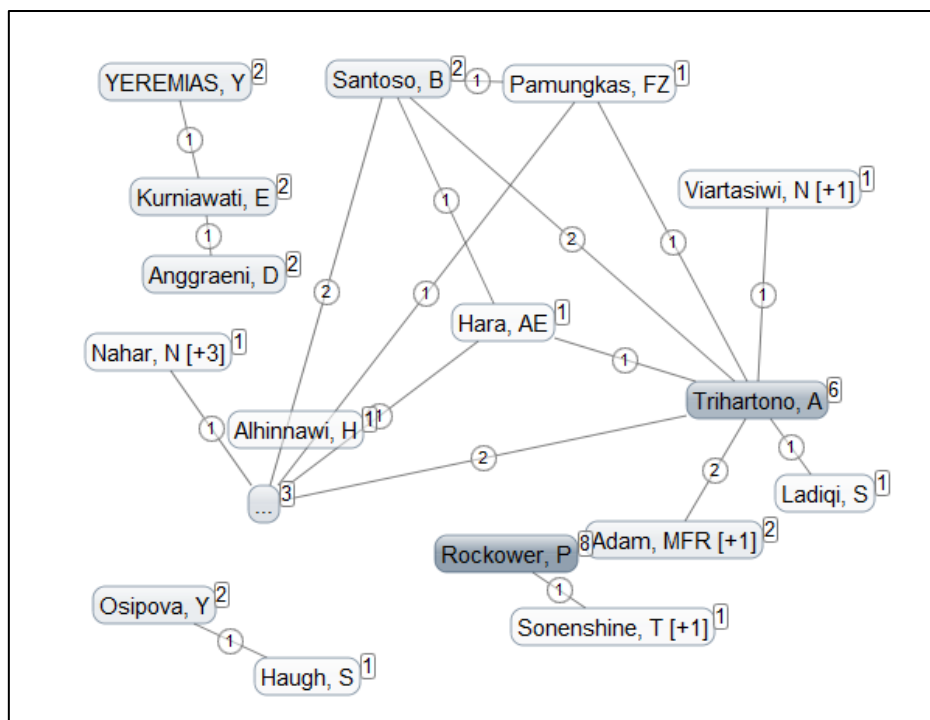 YEREMIAS, Y 2
Santoso, B 2
1
Pamungkas, FZ 1
1
Kurniawati, E 2
Viartasiwi, N [+1] 1
1
1
2
1
Anggraeni, D 2
2
1
1
Hara, AE 1
Nahar, N [+3] 1
1
Trihartono, A 6
1
Alhinnawi, H 1
1
1
2
2
... 3
Ladiqi, S 1
Rockower, P 8
Adam, MFR [+1] 2
1
Osipova, Y 2
Sonenshine, T [+1] 1
1
Haugh, S 1